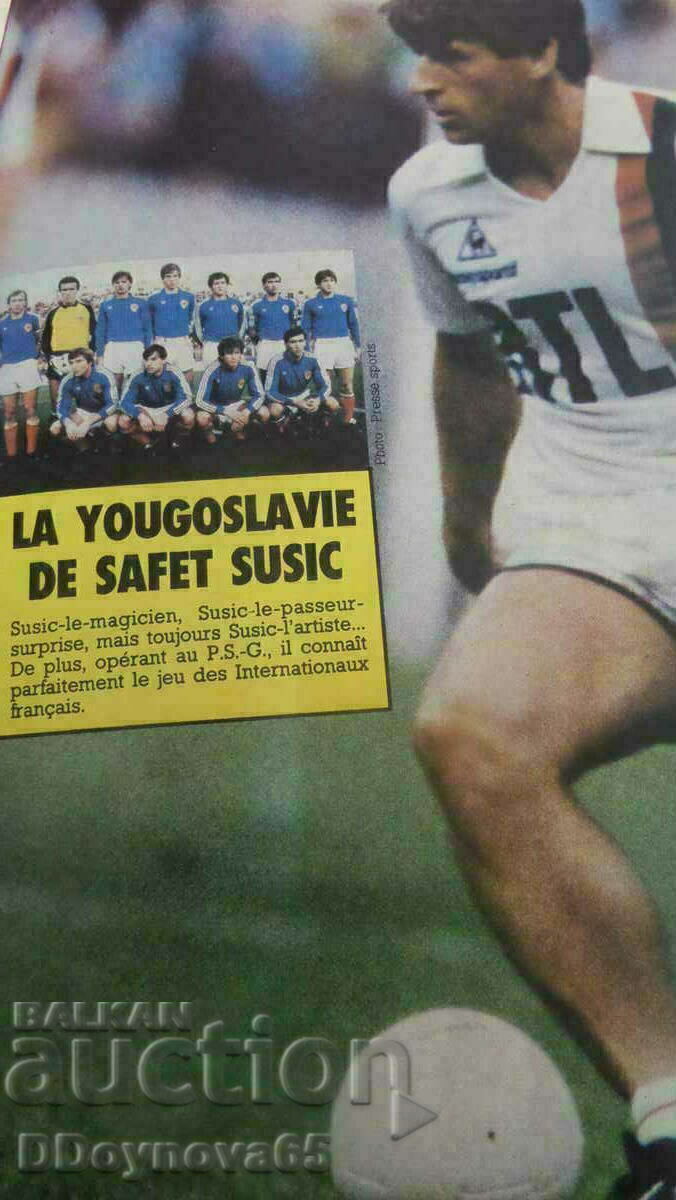 RTL
Photo : Presse sports
LA YOUGOSLAVIE
DE SAFET SUSIC
Susic-le-magicien, Susic-le-passeur-
surprise, mais toujours Susic-l'artiste...
De plus, opérant au P.S.-G., il connaît
parfaitement le jeu des Internationaux
français.
BALKAN
auction
DDoynova65